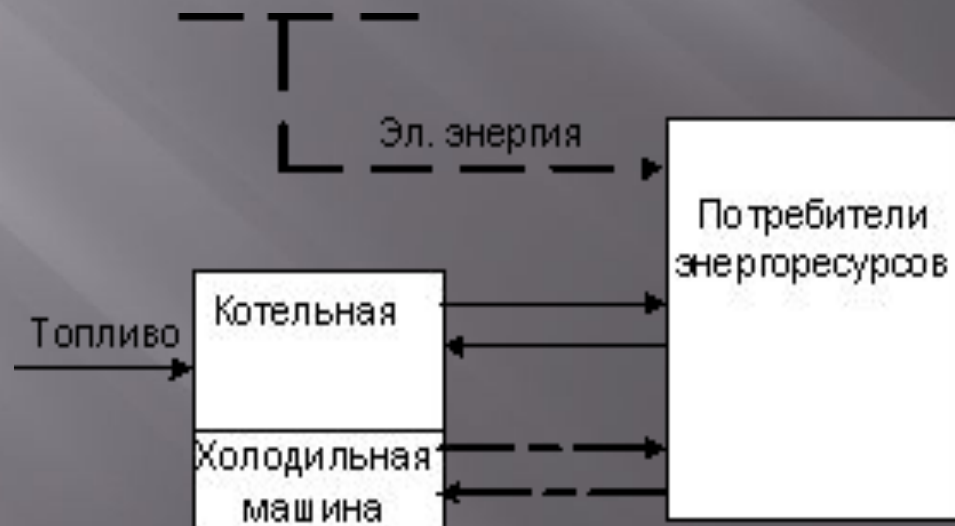 Эл. энергия
Потребители
энергоресурсов
Котельная
Топливо
Холодильная
машина